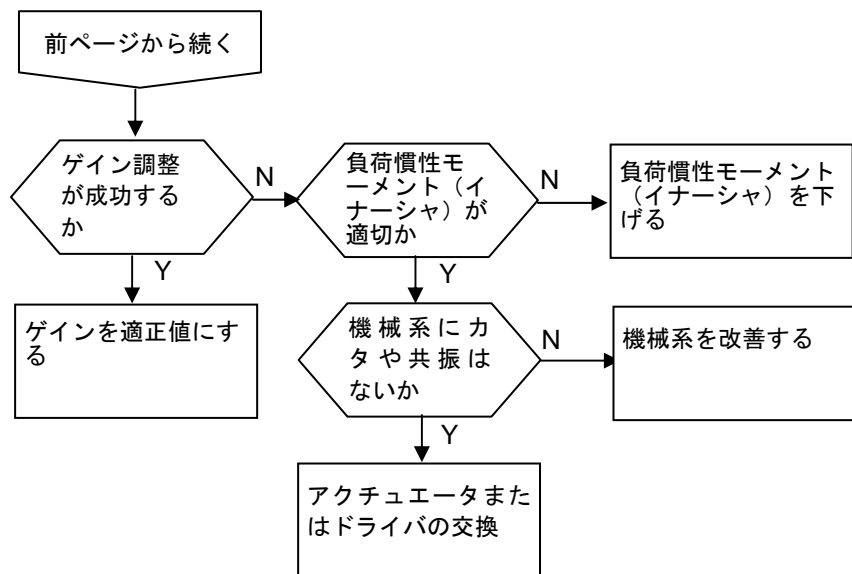 前ページから続く
ゲイン調整
が成功する
か
N
負荷慣性モ
ーメント（イ
ナーシャ）が
適切か
N
負荷慣性モーメント
（イナーシャ）を下
げる
Y
Y
ゲインを適正値にす
る
機械系にカ
タや共振は
ないか
N
機械系を改善する
Y
アクチュエータまた
はドライバの交換